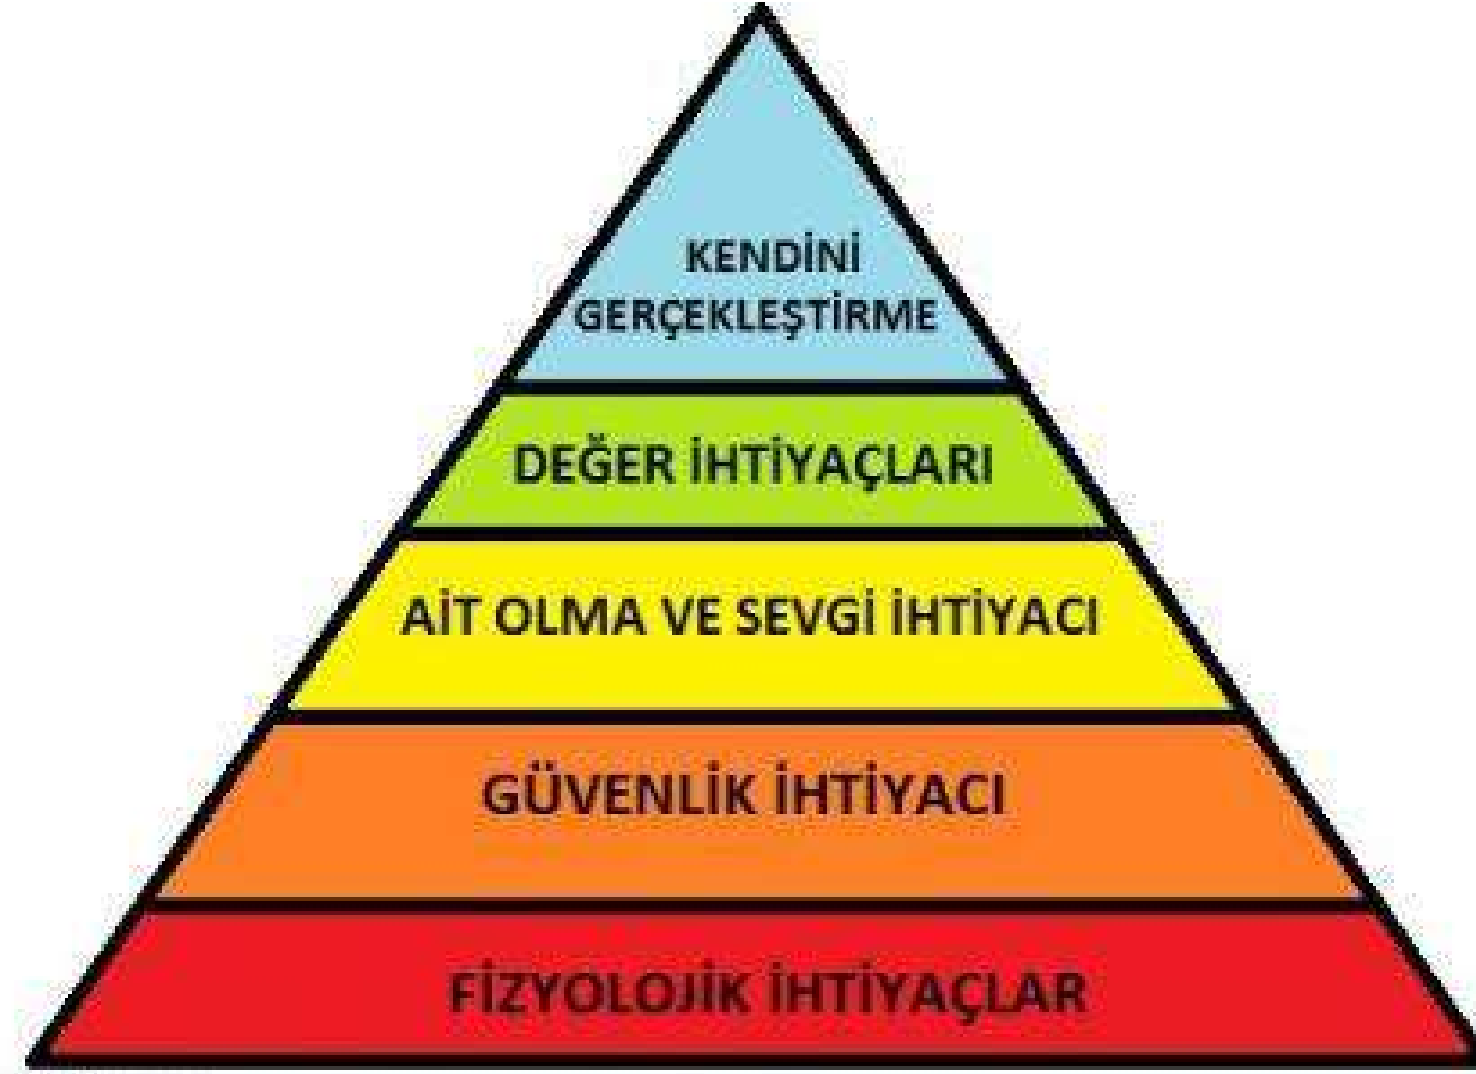 KENDİNİ
GERÇEKLEŞTİRME
DEĞER İHTİYAÇLARI
AİT OLMA VE SEVGİ İHTİYACI
GÜVENLİK İHTİYACI
FİZYOLOJİK İHTİYAÇLAR